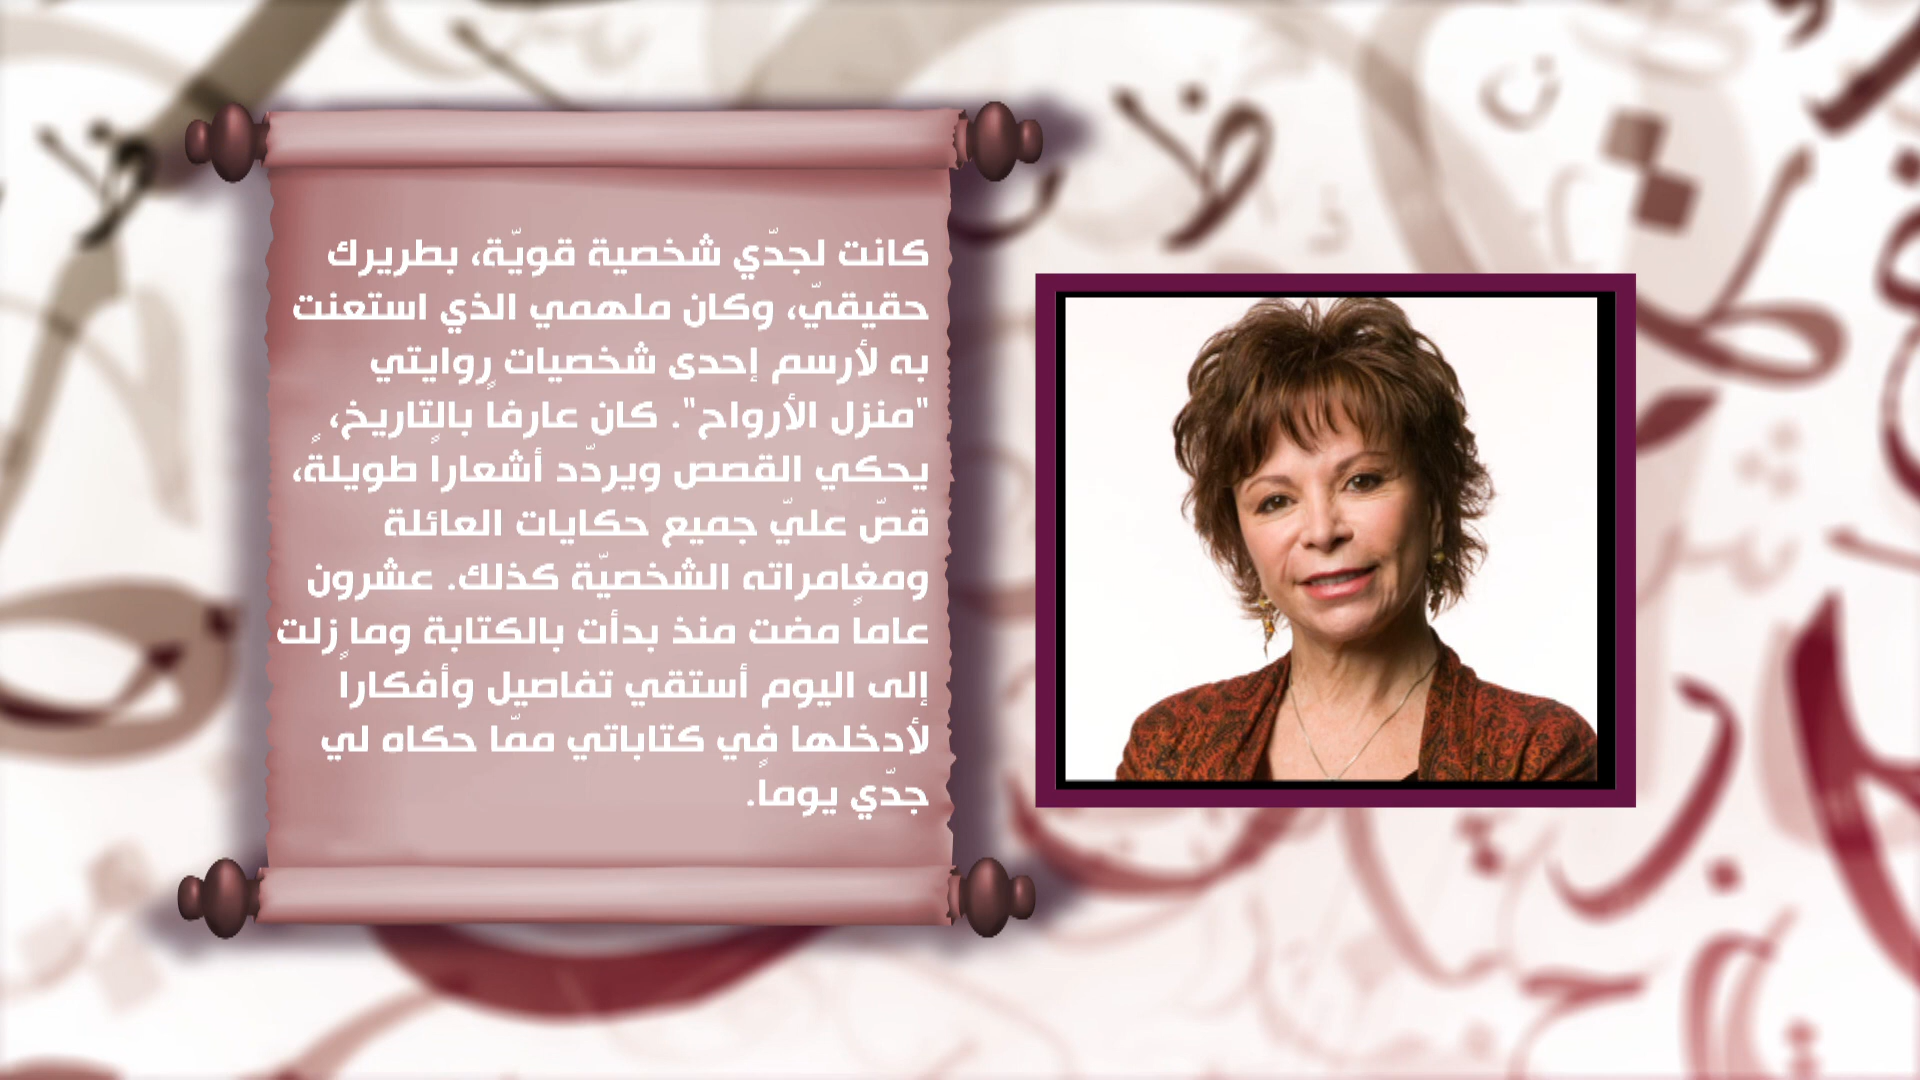 كانت لجدّي شخصية قويّة، بطريرك
حقيقيّ، وكان ملهمي الذي استعنت
به لأرسم إحدى شخصيات روايتي
"منزل الأرواح". كان عارفاً بالتاريخ،
يحكي القصص ويردّد أشعاراً طويلة،
قصّ عليّ جميع حكايات العائلة
ومغامراته الشخصيّة كذلك. عشرون
عاماً مضت منذ بدأت بالكتابة وما زلت
إلى اليوم أستقي تفاصيل وأفكاراً
لأدخلها في كتاباتي ممّا حكاه لي
جدّي يوماً.